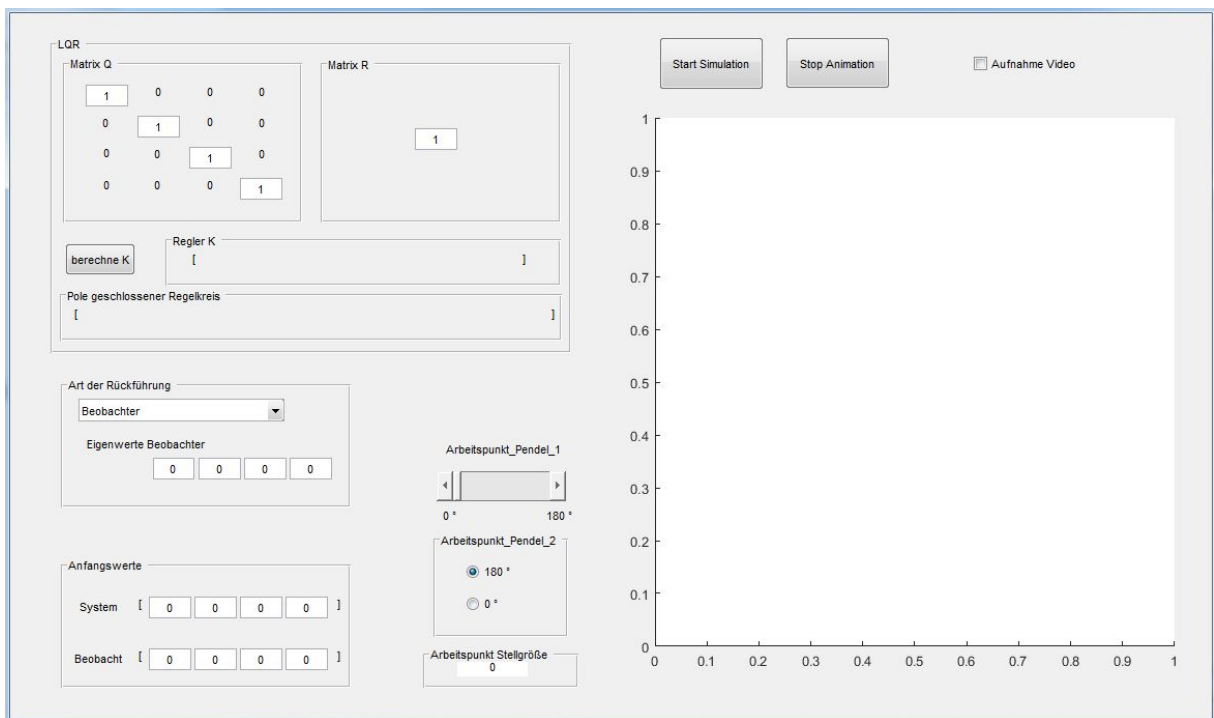 LQR
Matrix Q
1 0 0 0
0 1 0 0
0 0 1 0
0 0 0 1
Matrix R
1
berechne K
Regler K
[ ]
Pole geschlossener Regelkreis
[ ]
Art der Rückführung
Beobachter
Eigenwerte Beobachter
0 0 0 0
Anfangswerte
System [ 0 0 0 0 ]
Beobacht [ 0 0 0 0 ]
Arbeitspunkt_Pendel_1
0 ° 180 °
Arbeitspunkt_Pendel_2
180 °
0 °
Arbeitspunkt Stellgröße
0
Start Simulation
Stop Animation
Aufnahme Video
1
0.9
0.8
0.7
0.6
0.5
0.4
0.3
0.2
0.1
0
0 0.1 0.2 0.3 0.4 0.5 0.6 0.7 0.8 0.9 1